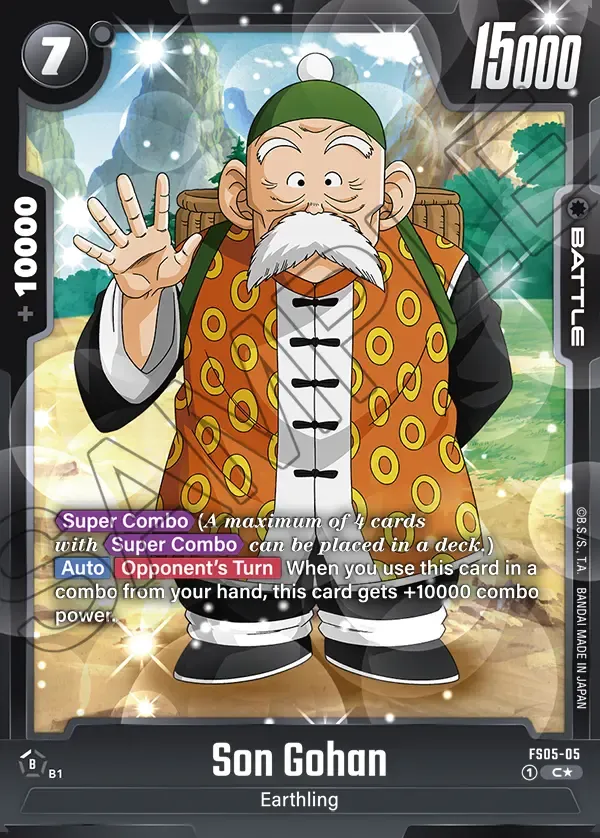 7
15000
+ 10000
BATTLE
SAMPLE
Super Combo (A maximum of 4 cards
with Super Combo can be placed in a deck.)
Auto Opponent's Turn When you use this card in a
combo from your hand, this card gets +10000 combo
power.
©B.S./S., T.A. BANDAI MADE IN JAPAN
Son Gohan
FS05-05
B
B1
1 C★
Earthling